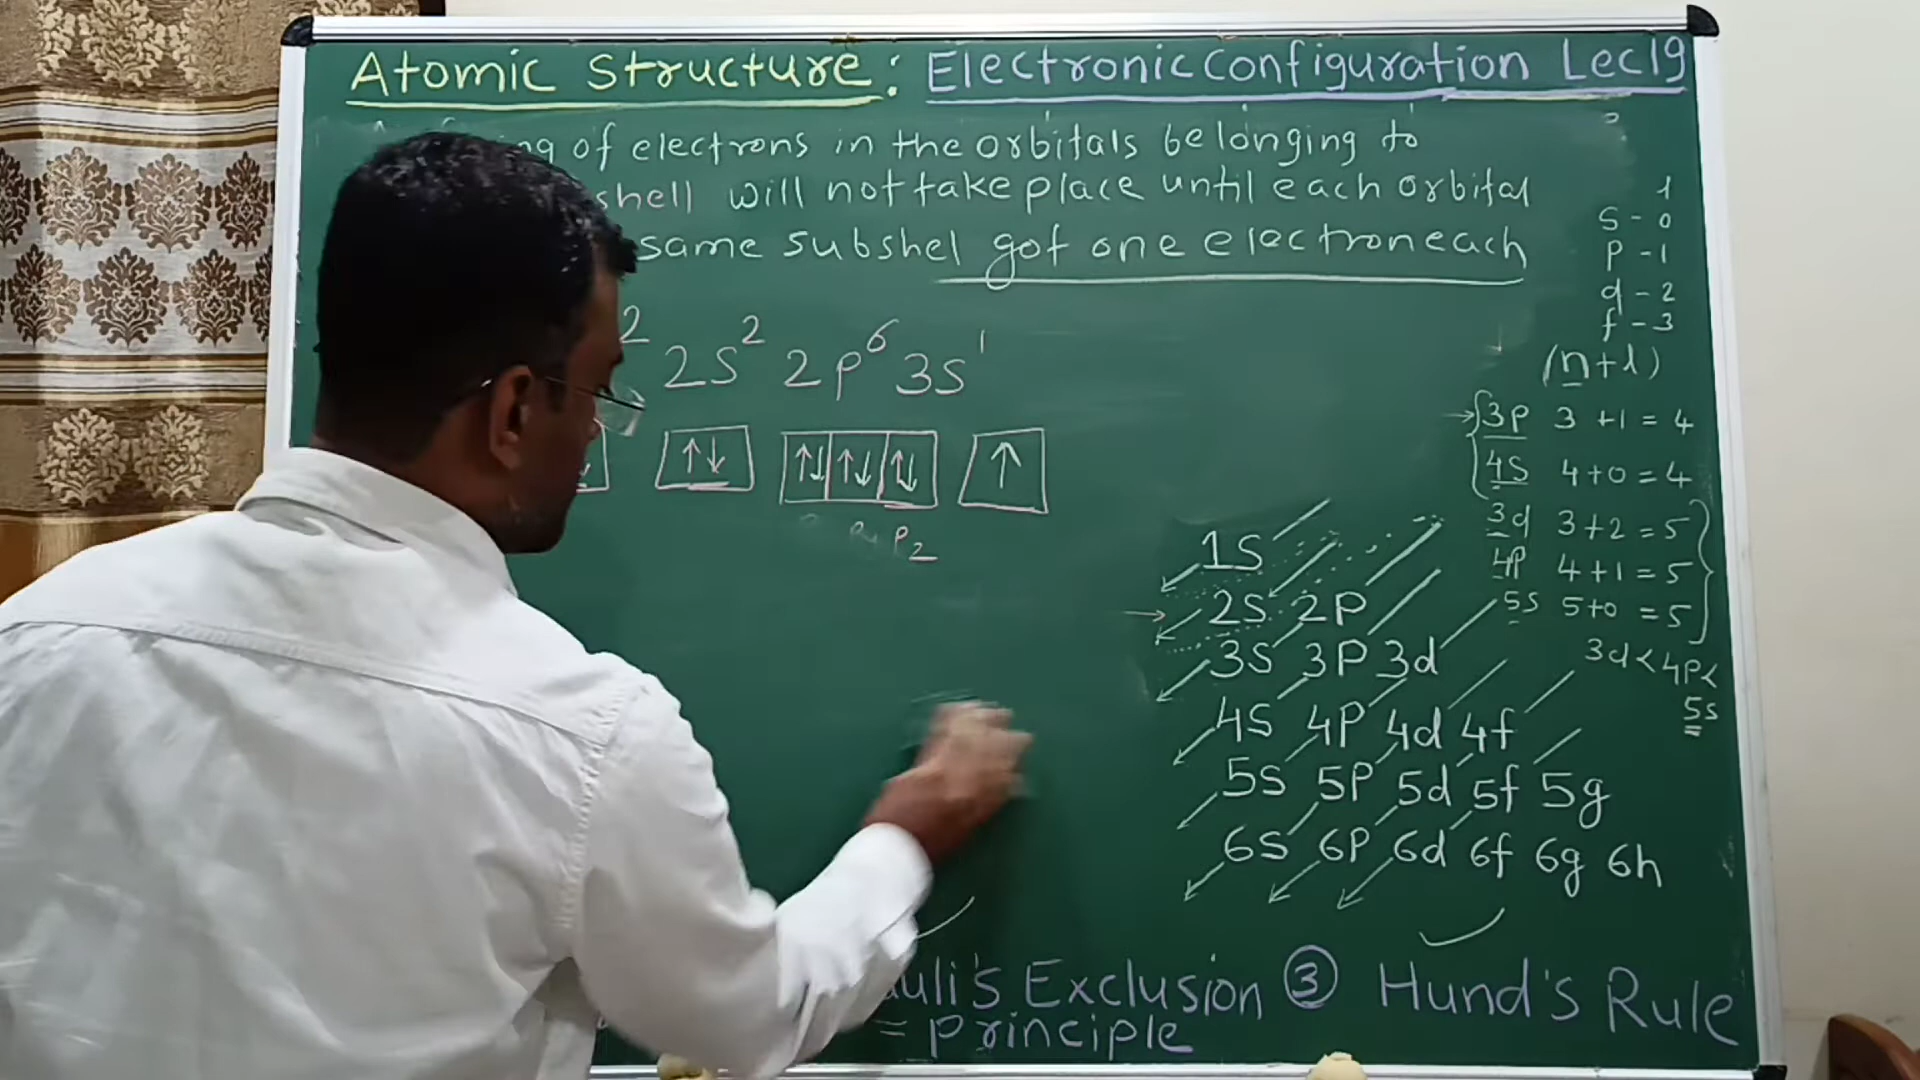 Atomic Structure: Electronic configuration Lec 19
of electrons in the orbitals belonging to
shell will not take place until each orbital
same subshel got one electron each
2 2s² 2p⁶ 3s¹
↑↓ ↑↓ ↑↓ ↑↓ ↑
P2
l
s - 0
p - 1
d - 2
f - 3
(n+l)
→ 3p 3 + 1 = 4
4s 4 + 0 = 4
3d 3 + 2 = 5
4p 4 + 1 = 5
5s 5 + 0 = 5
3d < 4p <
5s
1s
→ 2s 2p
3s 3p 3d
4s 4p 4d 4f
5s 5p 5d 5f 5g
6s 6p 6d 6f 6g 6h
Exclusion ③ Hund's Rule
= principle